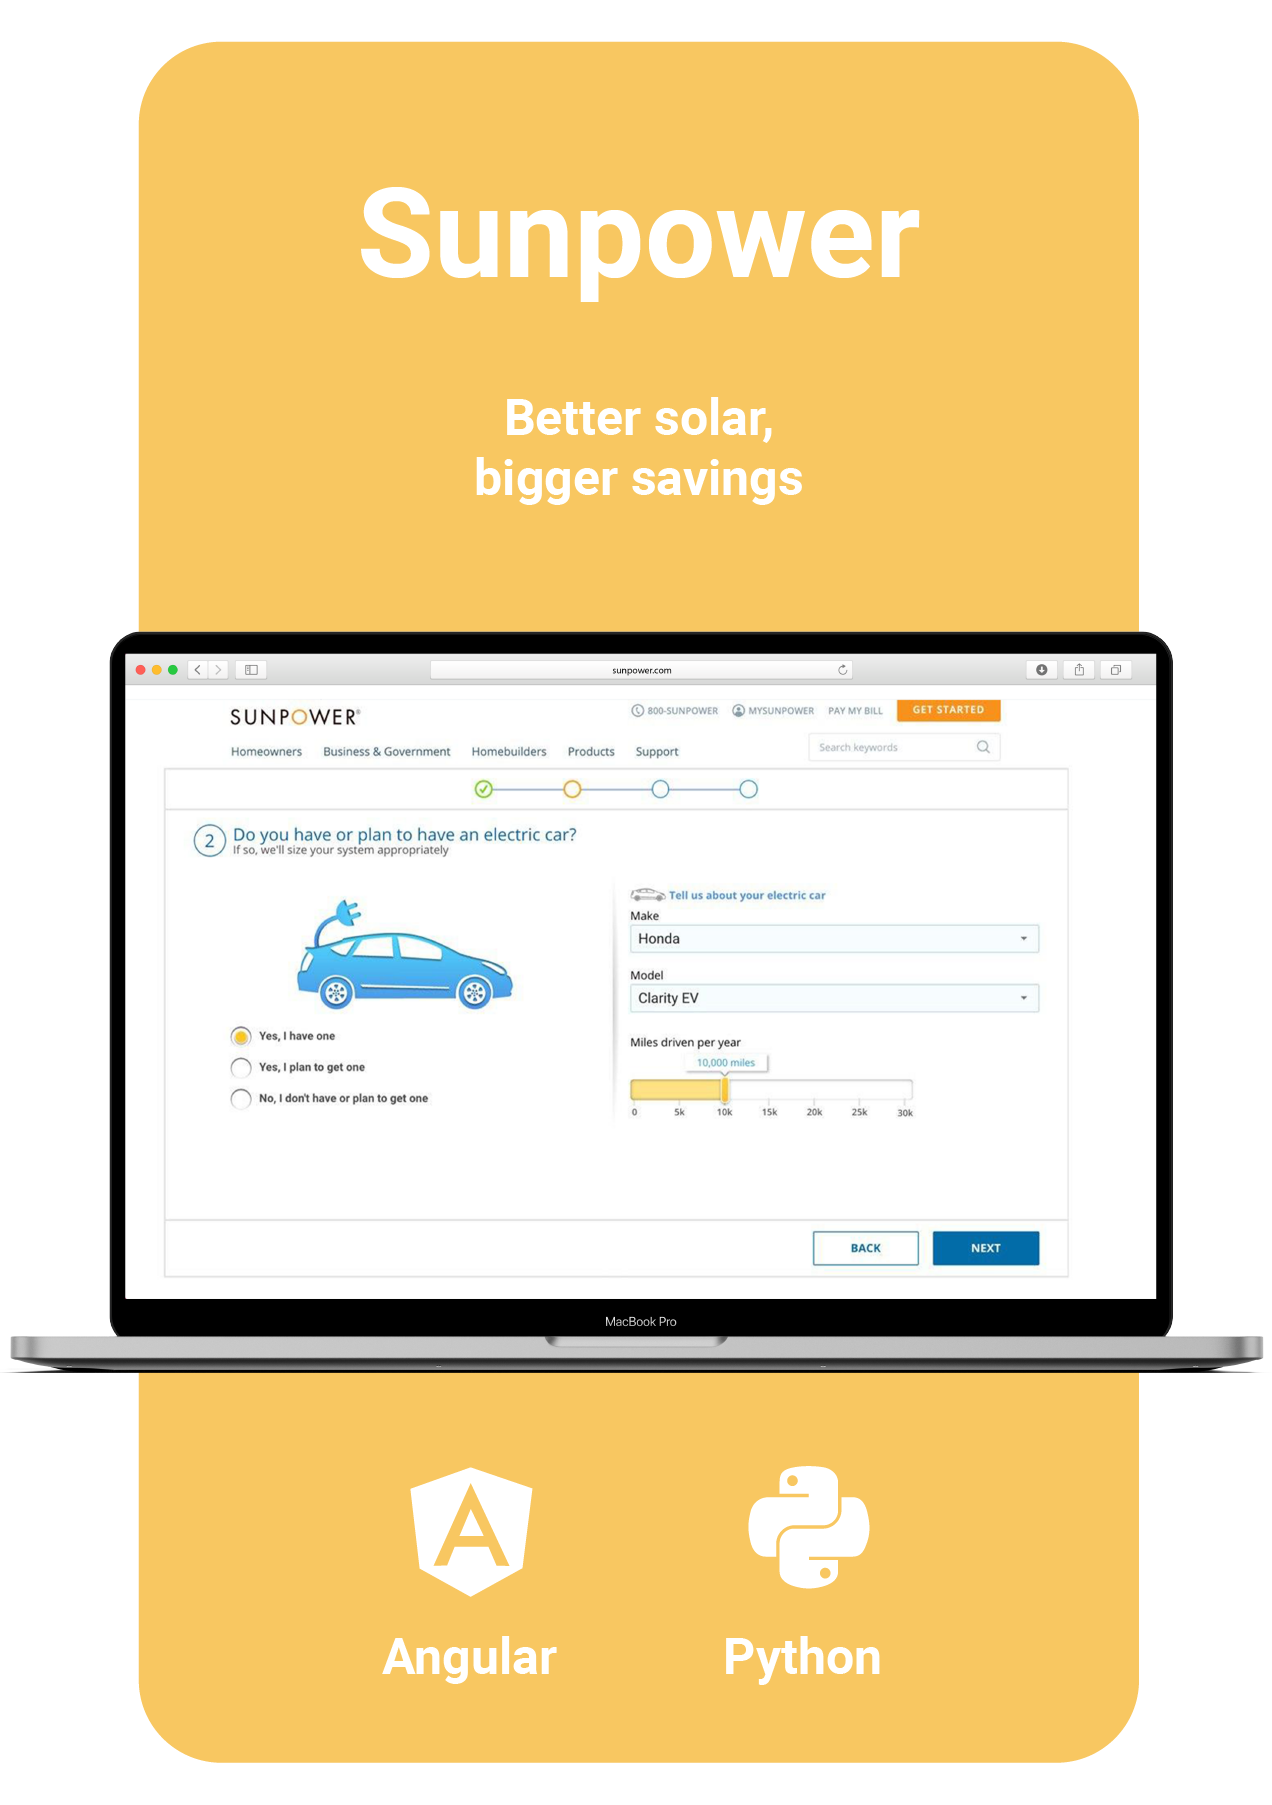 Sunpower
Better solar,
bigger savings
sunpower.com
SUNPOWER®
800-SUNPOWER MYSUNPOWER PAY MY BILL GET STARTED
Homeowners Business & Government Homebuilders Products Support Search keywords
2 Do you have or plan to have an electric car?
If so, we'll size your system appropriately
Yes, I have one
Yes, I plan to get one
No, I don't have or plan to get one
Tell us about your electric car
Make
Honda
Model
Clarity EV
Miles driven per year
10,000 miles
0 5k 10k 15k 20k 25k 30k
BACK NEXT
MacBook Pro
Angular Python